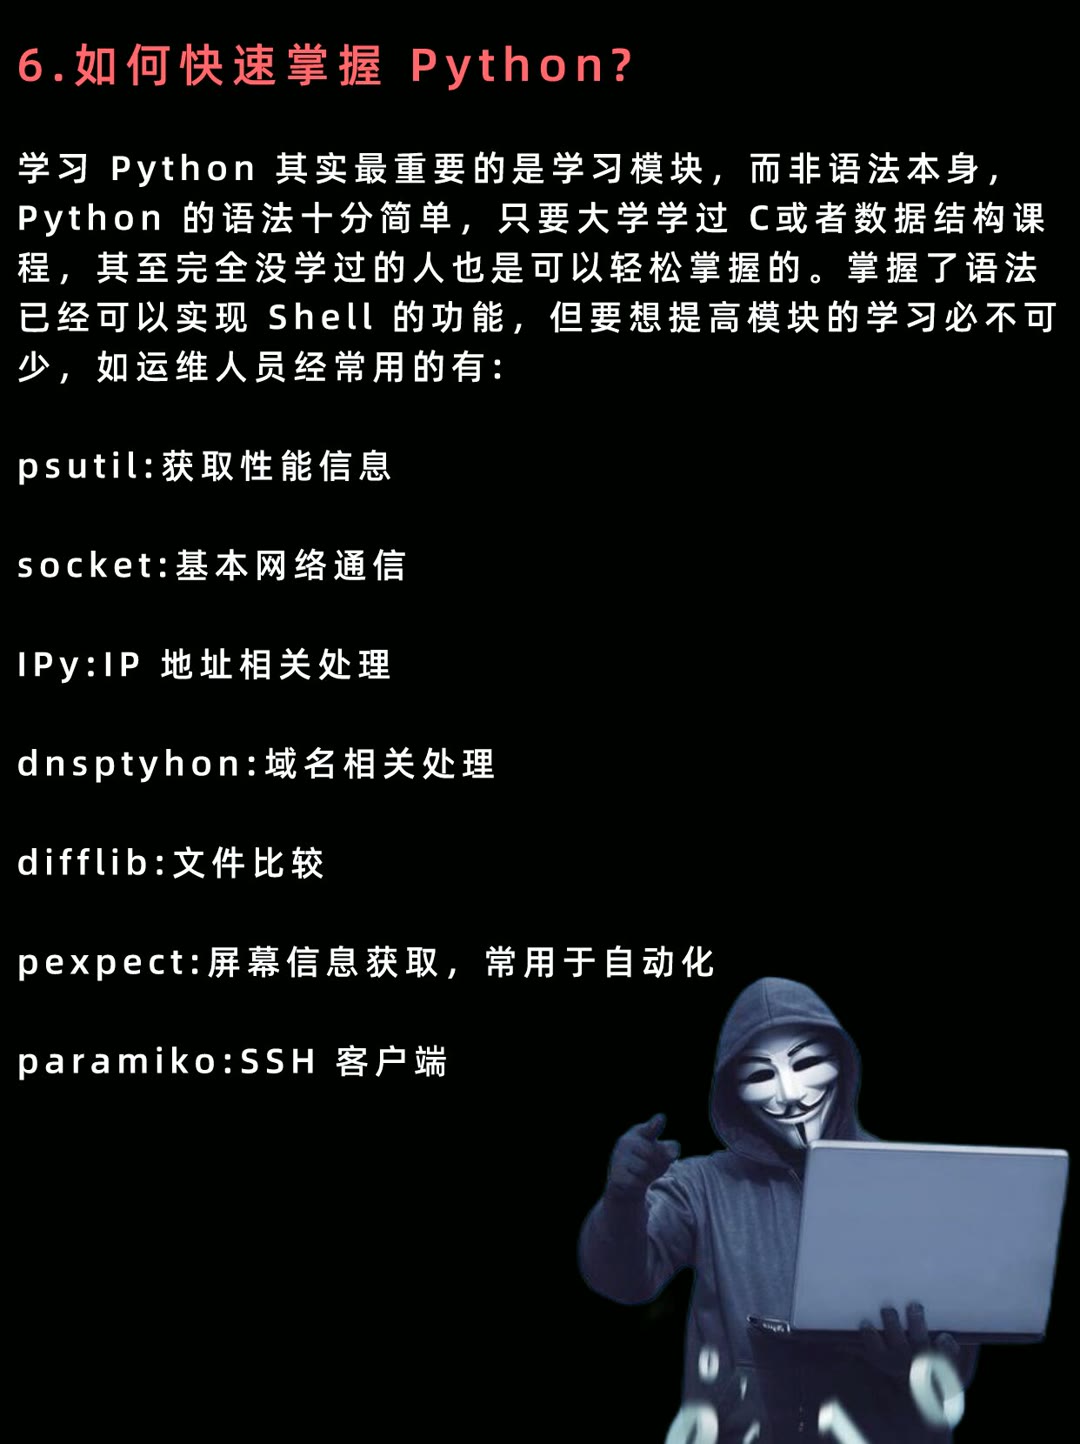 6.如何快速掌握 Python?
学习 Python 其实最重要的是学习模块，而非语法本身，
Python 的语法十分简单，只要大学学过 C或者数据结构课
程，其至完全没学过的人也是可以轻松掌握的。掌握了语法
已经可以实现 Shell 的功能，但要想提高模块的学习必不可
少，如运维人员经常用的有：
psutil:获取性能信息
socket:基本网络通信
IPy:IP 地址相关处理
dnsptyhon:域名相关处理
difflib:文件比较
pexpect:屏幕信息获取，常用于自动化
paramiko:SSH 客户端